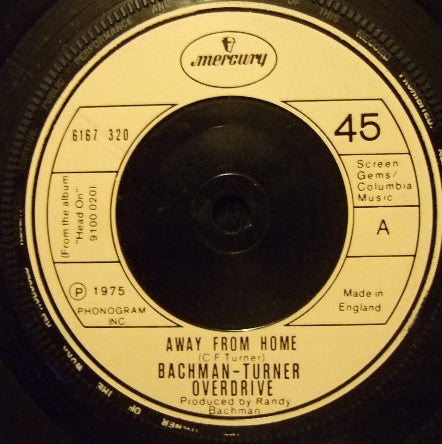 mercury
6167 320
45
Screen
Gems/
Columbia
Music
(From the album
"Head On"
9100 020)
A
Ⓟ 1975
PHONOGRAM
INC.
Made in
England
AWAY FROM HOME
(C.F. Turner)
BACHMAN-TURNER
OVERDRIVE
Produced by Randy
Bachman